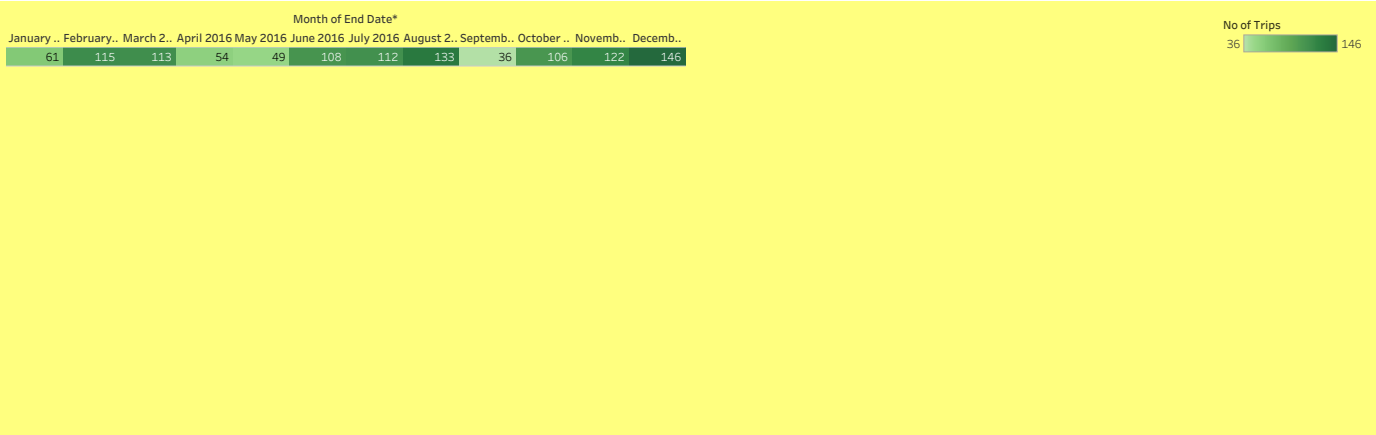 Month of End Date*
January .. February.. March 2.. April 2016 May 2016 June 2016 July 2016 August 2.. Septemb.. October .. Novemb.. Decemb..
61 115 113 54 49 108 112 133 36 106 122 146
No of Trips
36 146